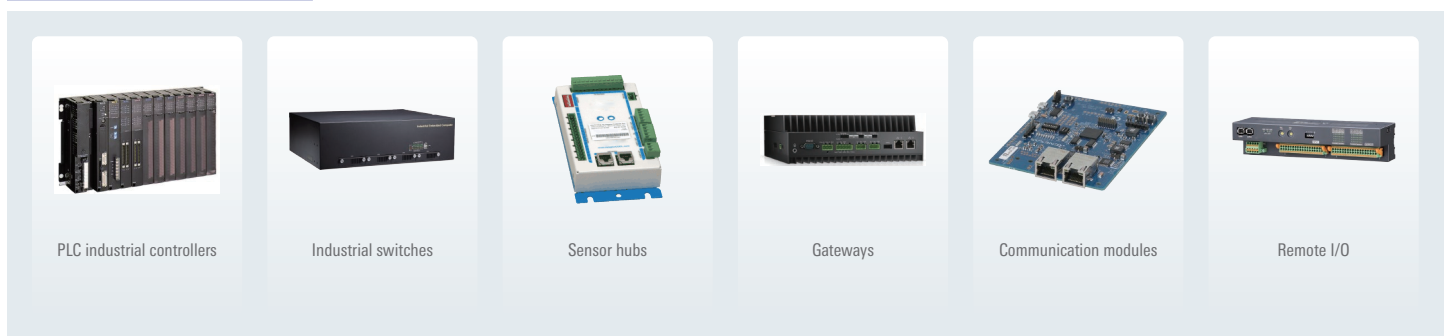 PLC industrial controllers
Industrial switches
Sensor hubs
Gateways
Communication modules
Remote I/O